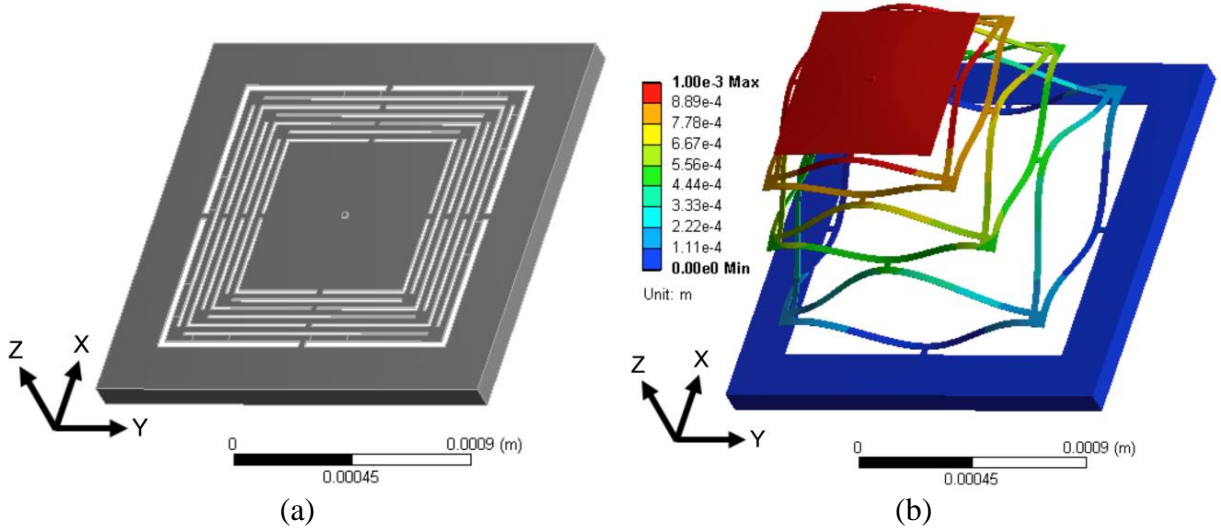 Z
X
Y
0
0.0009 (m)
0.00045
(a)
1.00e-3 Max
8.89e-4
7.78e-4
6.67e-4
5.56e-4
4.44e-4
3.33e-4
2.22e-4
1.11e-4
0.00e0 Min
Unit: m
Z
X
Y
0
0.0009 (m)
0.00045
(b)